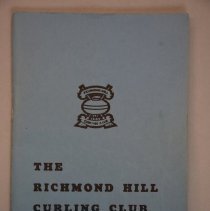 THE
RICHMOND HILL
CURLING CLUB